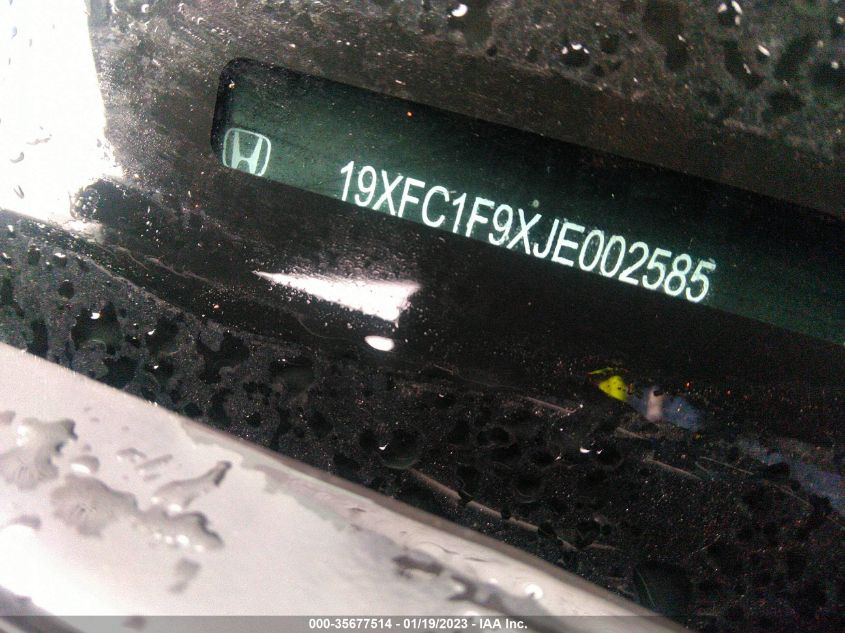 19XFC1F9XJE002585
000-35677514 - 01/19/2023 - IAA Inc.